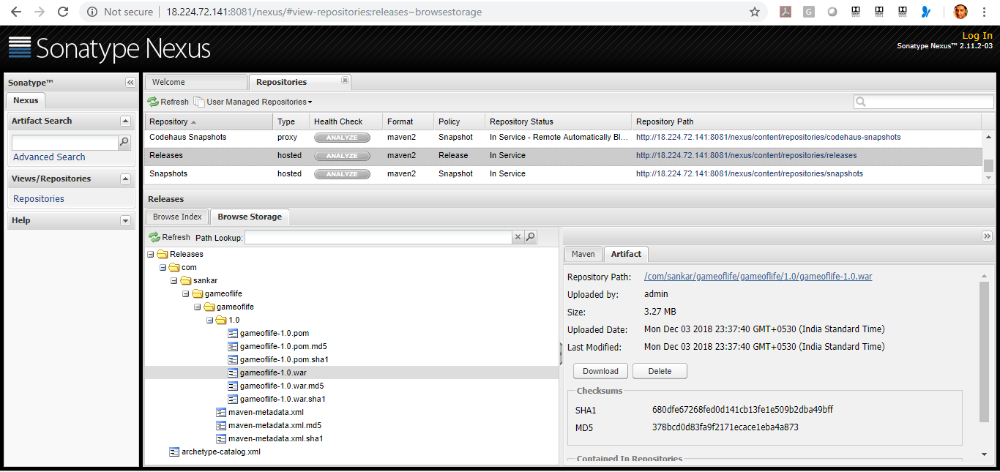 Not secure 18.224.72.141:8081/nexus/#view-repositories;releases~browsestorage
Sonatype Nexus
Log In
Sonatype Nexus™ 2.11.2-03
Sonatype™
Nexus
Artifact Search
Advanced Search
Views/Repositories
Repositories
Help
Welcome Repositories
Refresh User Managed Repositories
Repository Type Health Check Format Policy Repository Status Repository Path
Codehaus Snapshots proxy ANALYZE maven2 Snapshot In Service - Remote Automatically Bl... http://18.224.72.141:8081/nexus/content/repositories/codehaus-snapshots
Releases hosted ANALYZE maven2 Release In Service http://18.224.72.141:8081/nexus/content/repositories/releases
Snapshots hosted ANALYZE maven2 Snapshot In Service http://18.224.72.141:8081/nexus/content/repositories/snapshots
Releases
Browse Index Browse Storage
Refresh Path Lookup:
Releases
com
sankar
gameoflife
gameoflife
1.0
gameoflife-1.0.pom
gameoflife-1.0.pom.md5
gameoflife-1.0.pom.sha1
gameoflife-1.0.war
gameoflife-1.0.war.md5
gameoflife-1.0.war.sha1
maven-metadata.xml
maven-metadata.xml.md5
maven-metadata.xml.sha1
archetype-catalog.xml
Maven Artifact
Repository Path: /com/sankar/gameoflife/gameoflife/1.0/gameoflife-1.0.war
Uploaded by: admin
Size: 3.27 MB
Uploaded Date: Mon Dec 03 2018 23:37:40 GMT+0530 (India Standard Time)
Last Modified: Mon Dec 03 2018 23:37:40 GMT+0530 (India Standard Time)
Download Delete
Checksums
SHA1 680dfe67268fed0d141cb13fe1e509b2dba49bff
MD5 378bcd0d83fa9f2171ecace1eba4a873
Contained In Repositories